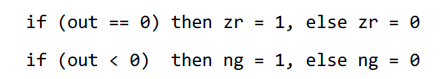 if (out == 0) then zr = 1, else zr = 0
if (out < 0)  then ng = 1, else ng = 0